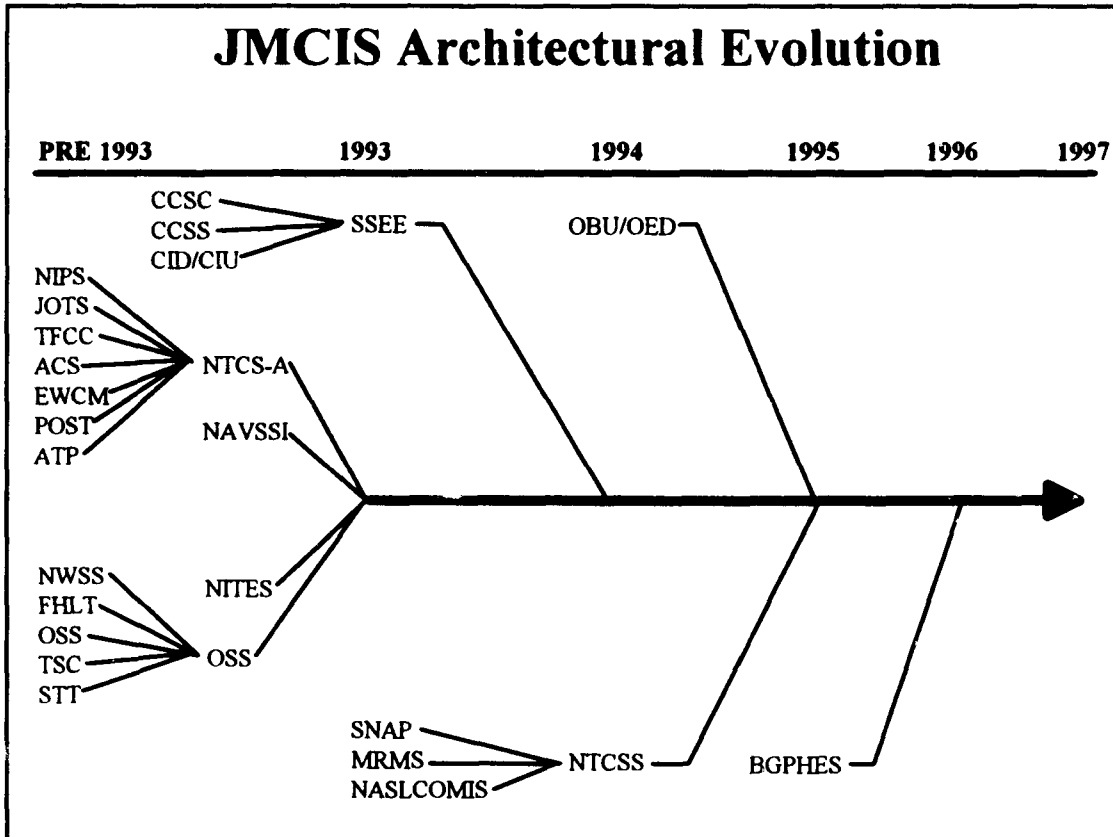 JMCIS Architectural Evolution
PRE 1993 1993 1994 1995 1996 1997
CCSC
CCSS
CID/CIU
SSEE
OBU/OED
NIPS
JOTS
TFCC
ACS
EWCM
POST
ATP
NTCS-A
NAVSSI
NITES
NWSS
FHLT
OSS
TSC
STT
OSS
SNAP
MRMS
NASLCOMIS
NTCSS
BGPHES